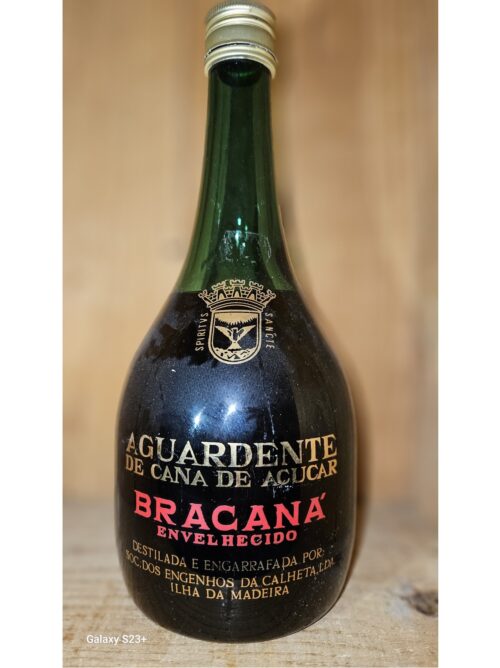 SPIRITVS SANCTE
AGUARDENTE
DE CANA DE AÇUCAR
BRACANÁ
ENVELHECIDO
DESTILADA E ENGARRAFADA POR:
SOC. DOS ENGENHOS DA CALHETA, LDA
ILHA DA MADEIRA
Galaxy S23+